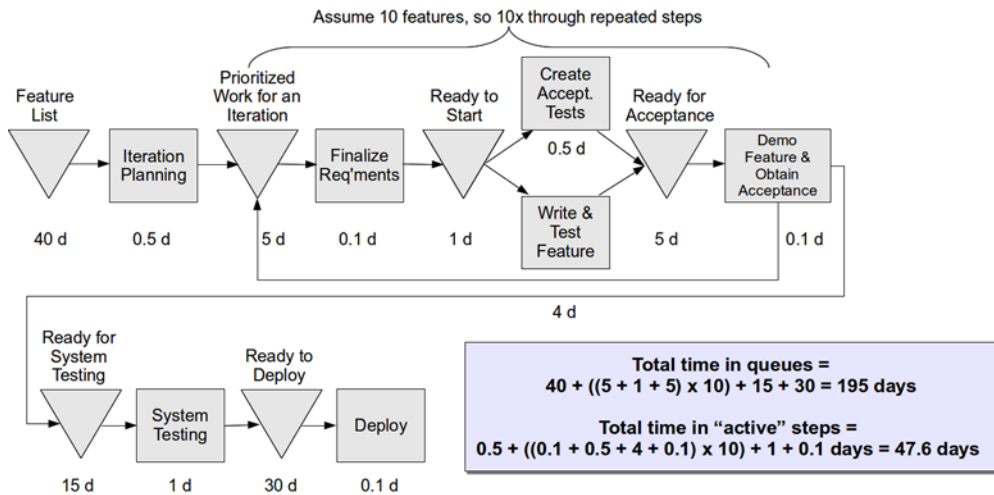 Assume 10 features, so 10x through repeated steps
Feature
List
Iteration
Planning
Prioritized
Work for an
Iteration
Finalize
Req'ments
Ready to
Start
Create
Accept.
Tests
0.5 d
Write &
Test
Feature
Ready for
Acceptance
Demo
Feature &
Obtain
Acceptance
40 d
0.5 d
5 d
0.1 d
1 d
5 d
0.1 d
4 d
Ready for
System
Testing
System
Testing
Ready to
Deploy
Deploy
15 d
1 d
30 d
0.1 d
Total time in queues =
40 + ((5 + 1 + 5) x 10) + 15 + 30 = 195 days
Total time in “active” steps =
0.5 + ((0.1 + 0.5 + 4 + 0.1) x 10) + 1 + 0.1 days = 47.6 days